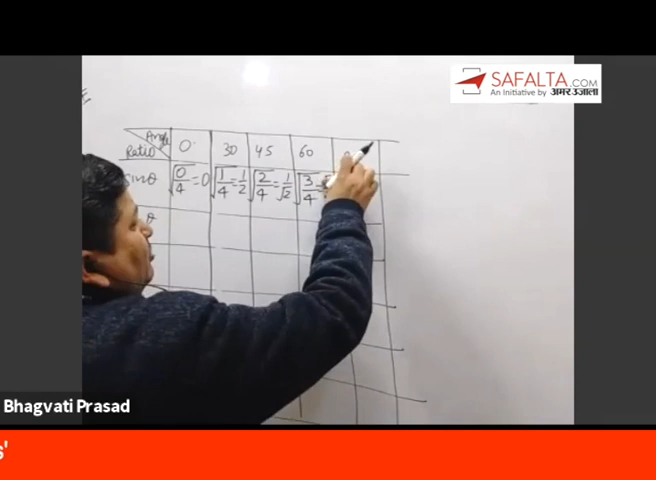 SAFALTA.COM
An Initiative by अमर उजाला
Angle
Ratio
0° 30 45 60
sinθ √0/4 = 0 √1/4 = 1/2 √2/4 = 1/√2 √3/4 =
θ
Bhagvati Prasad
s'